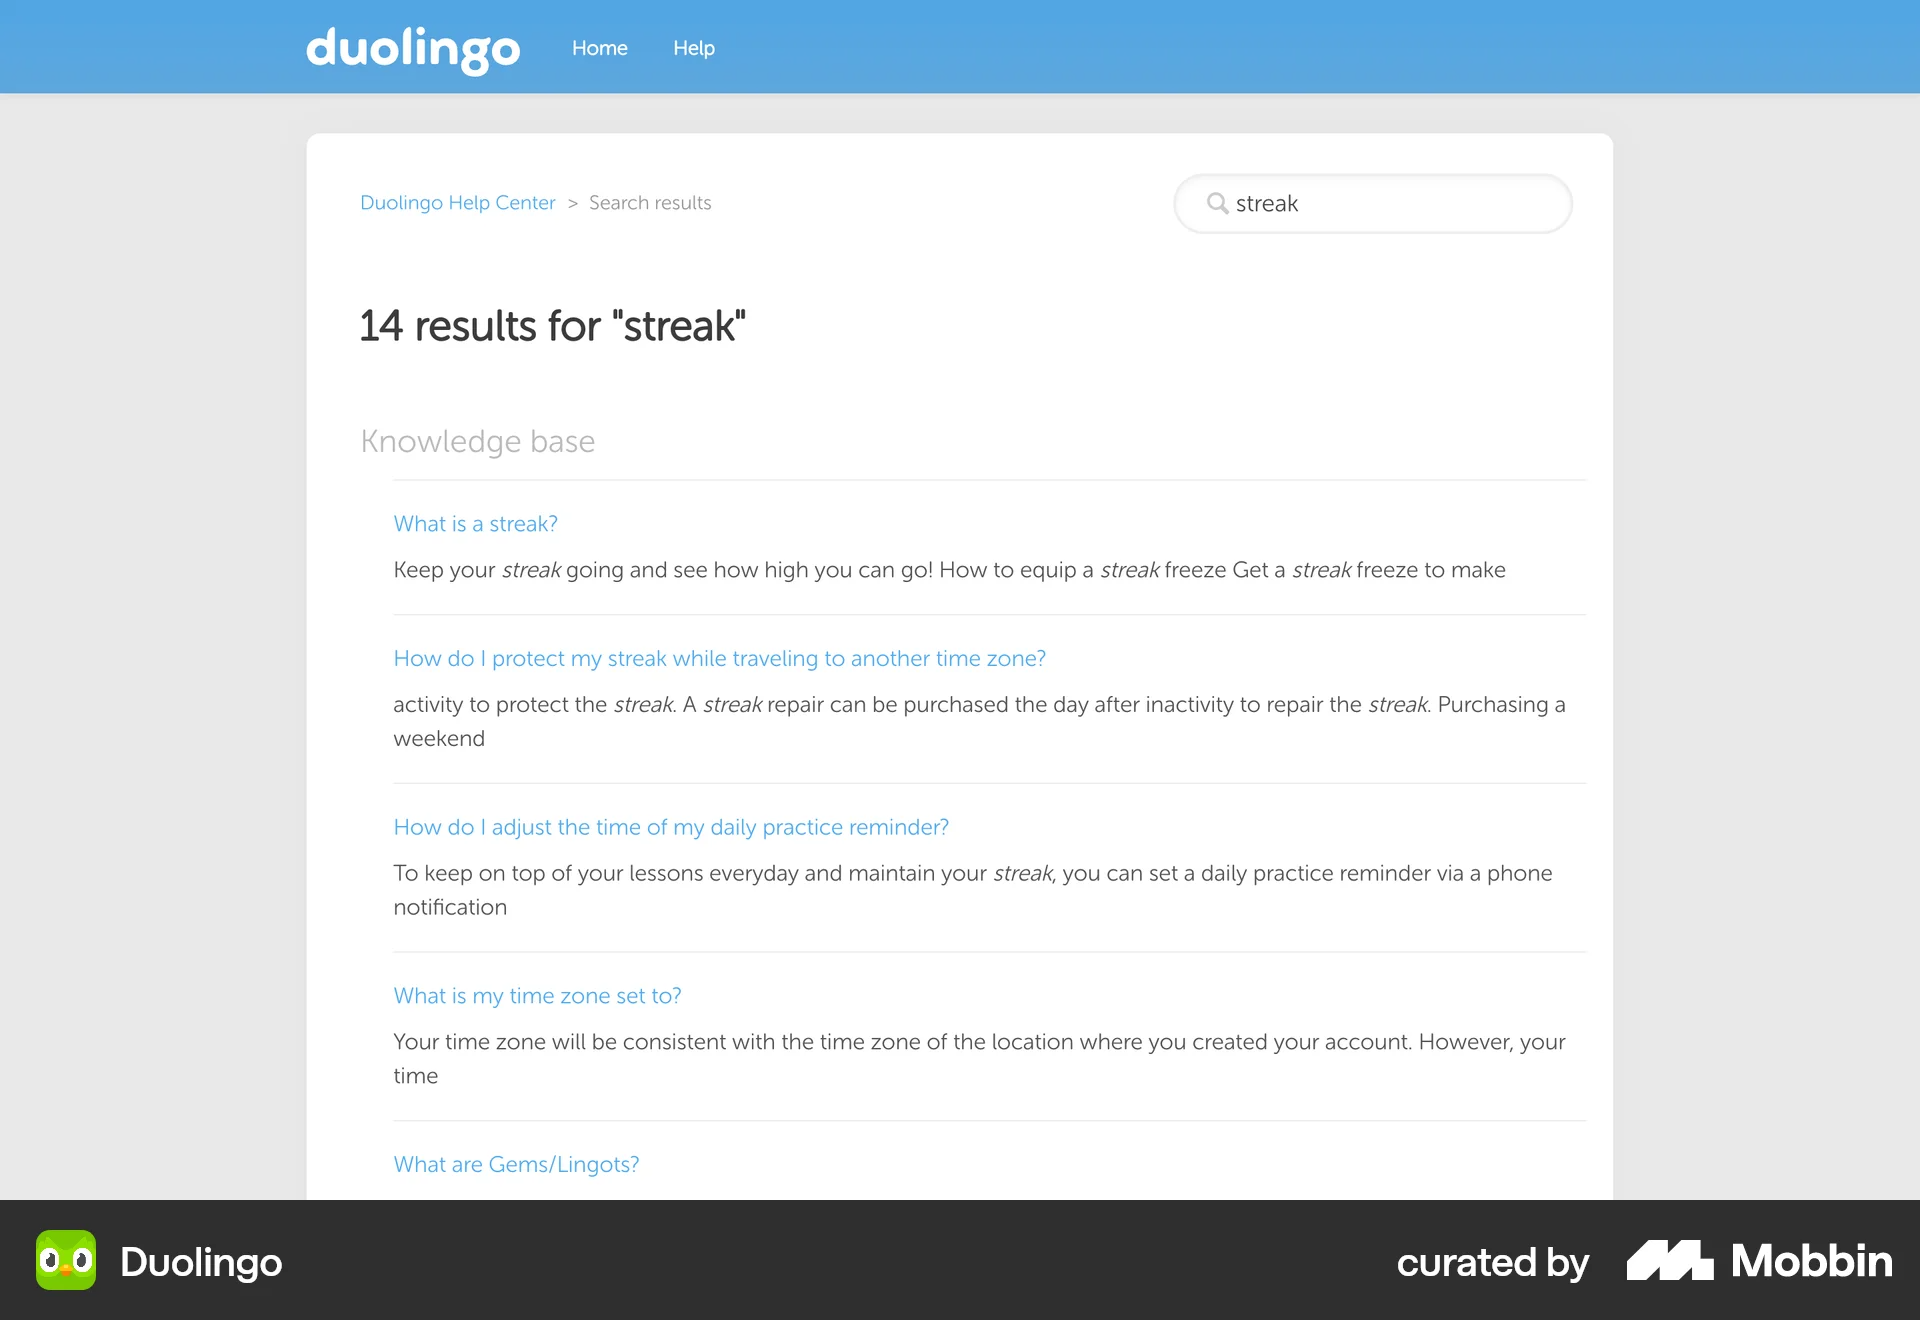 duolingo Home Help
Duolingo Help Center > Search results
streak
14 results for "streak"
Knowledge base
What is a streak?
Keep your streak going and see how high you can go! How to equip a streak freeze Get a streak freeze to make
How do I protect my streak while traveling to another time zone?
activity to protect the streak. A streak repair can be purchased the day after inactivity to repair the streak. Purchasing a
weekend
How do I adjust the time of my daily practice reminder?
To keep on top of your lessons everyday and maintain your streak, you can set a daily practice reminder via a phone
notification
What is my time zone set to?
Your time zone will be consistent with the time zone of the location where you created your account. However, your
time
What are Gems/Lingots?
Duolingo
curated by Mobbin